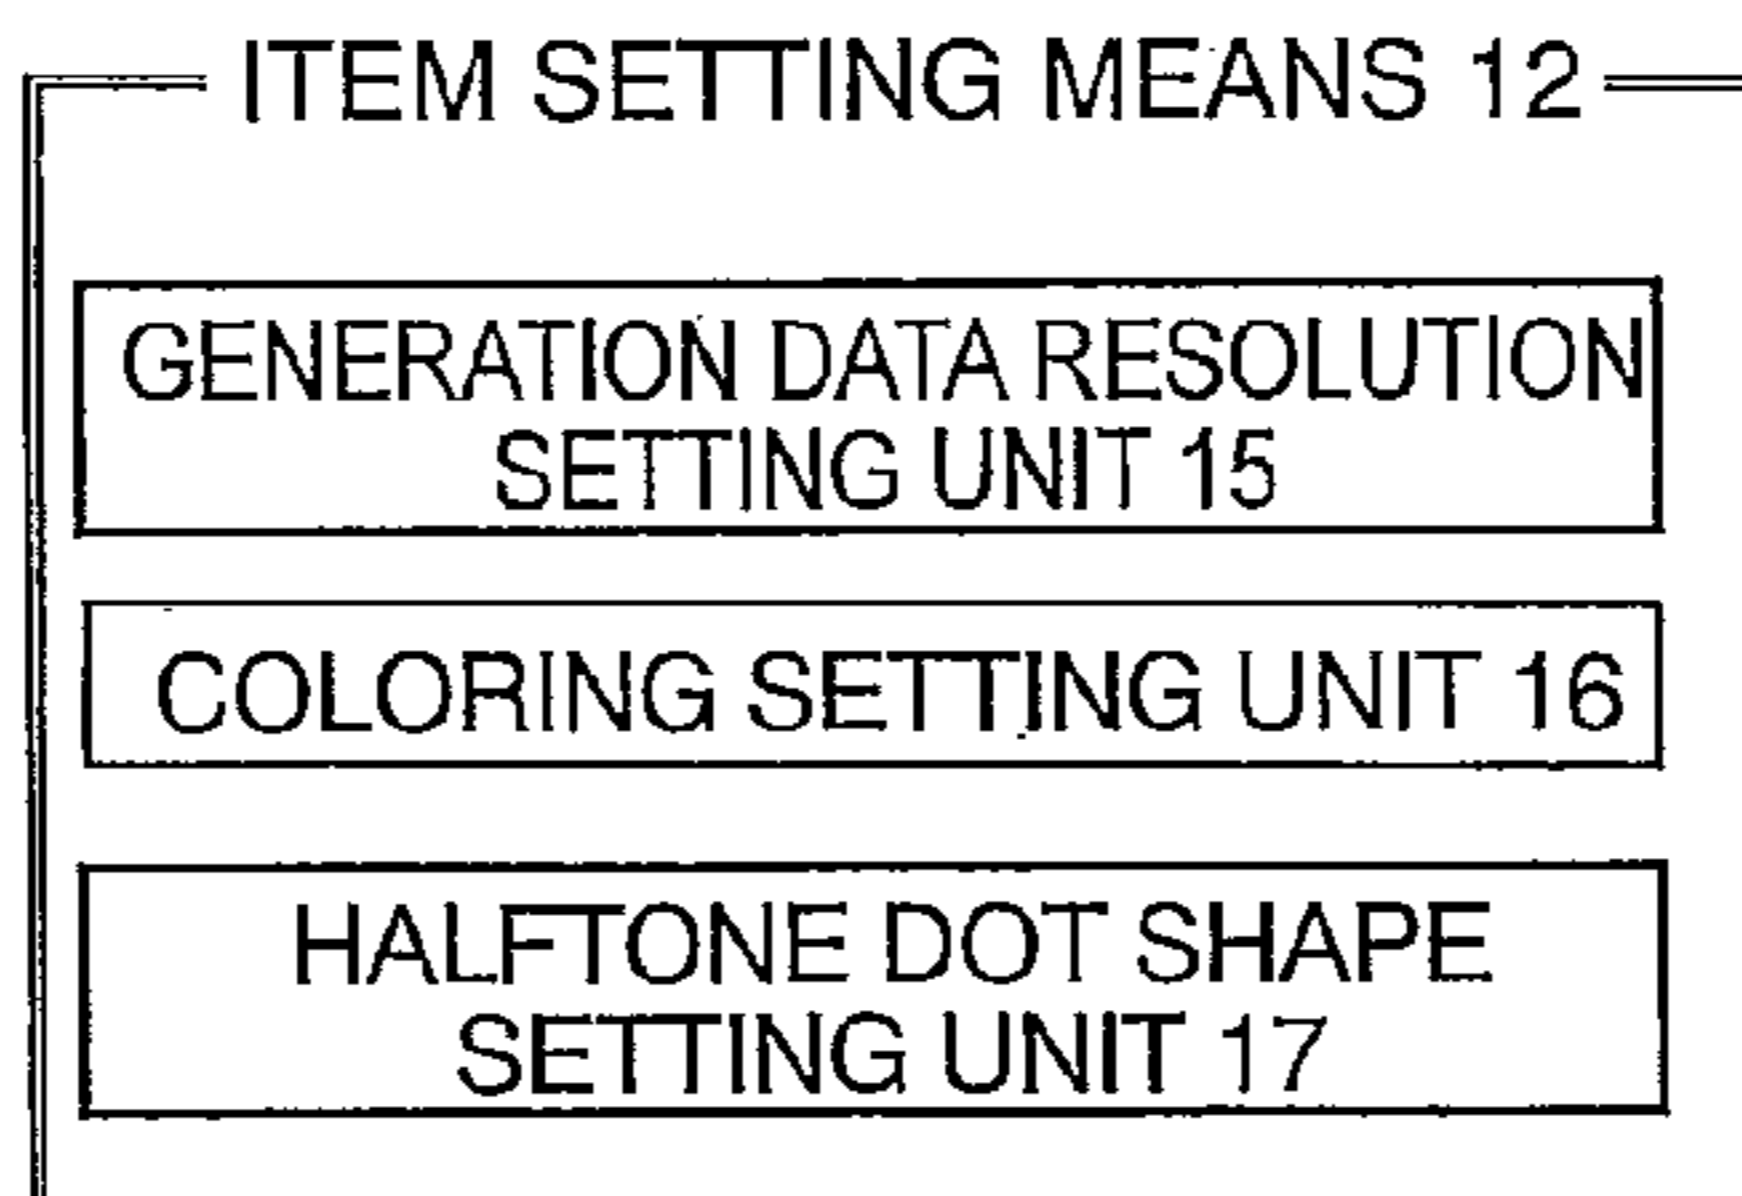 ITEM SETTING MEANS 12
GENERATION DATA RESOLUTION
SETTING UNIT 15
COLORING SETTING UNIT 16
HALFTONE DOT SHAPE
SETTING UNIT 17